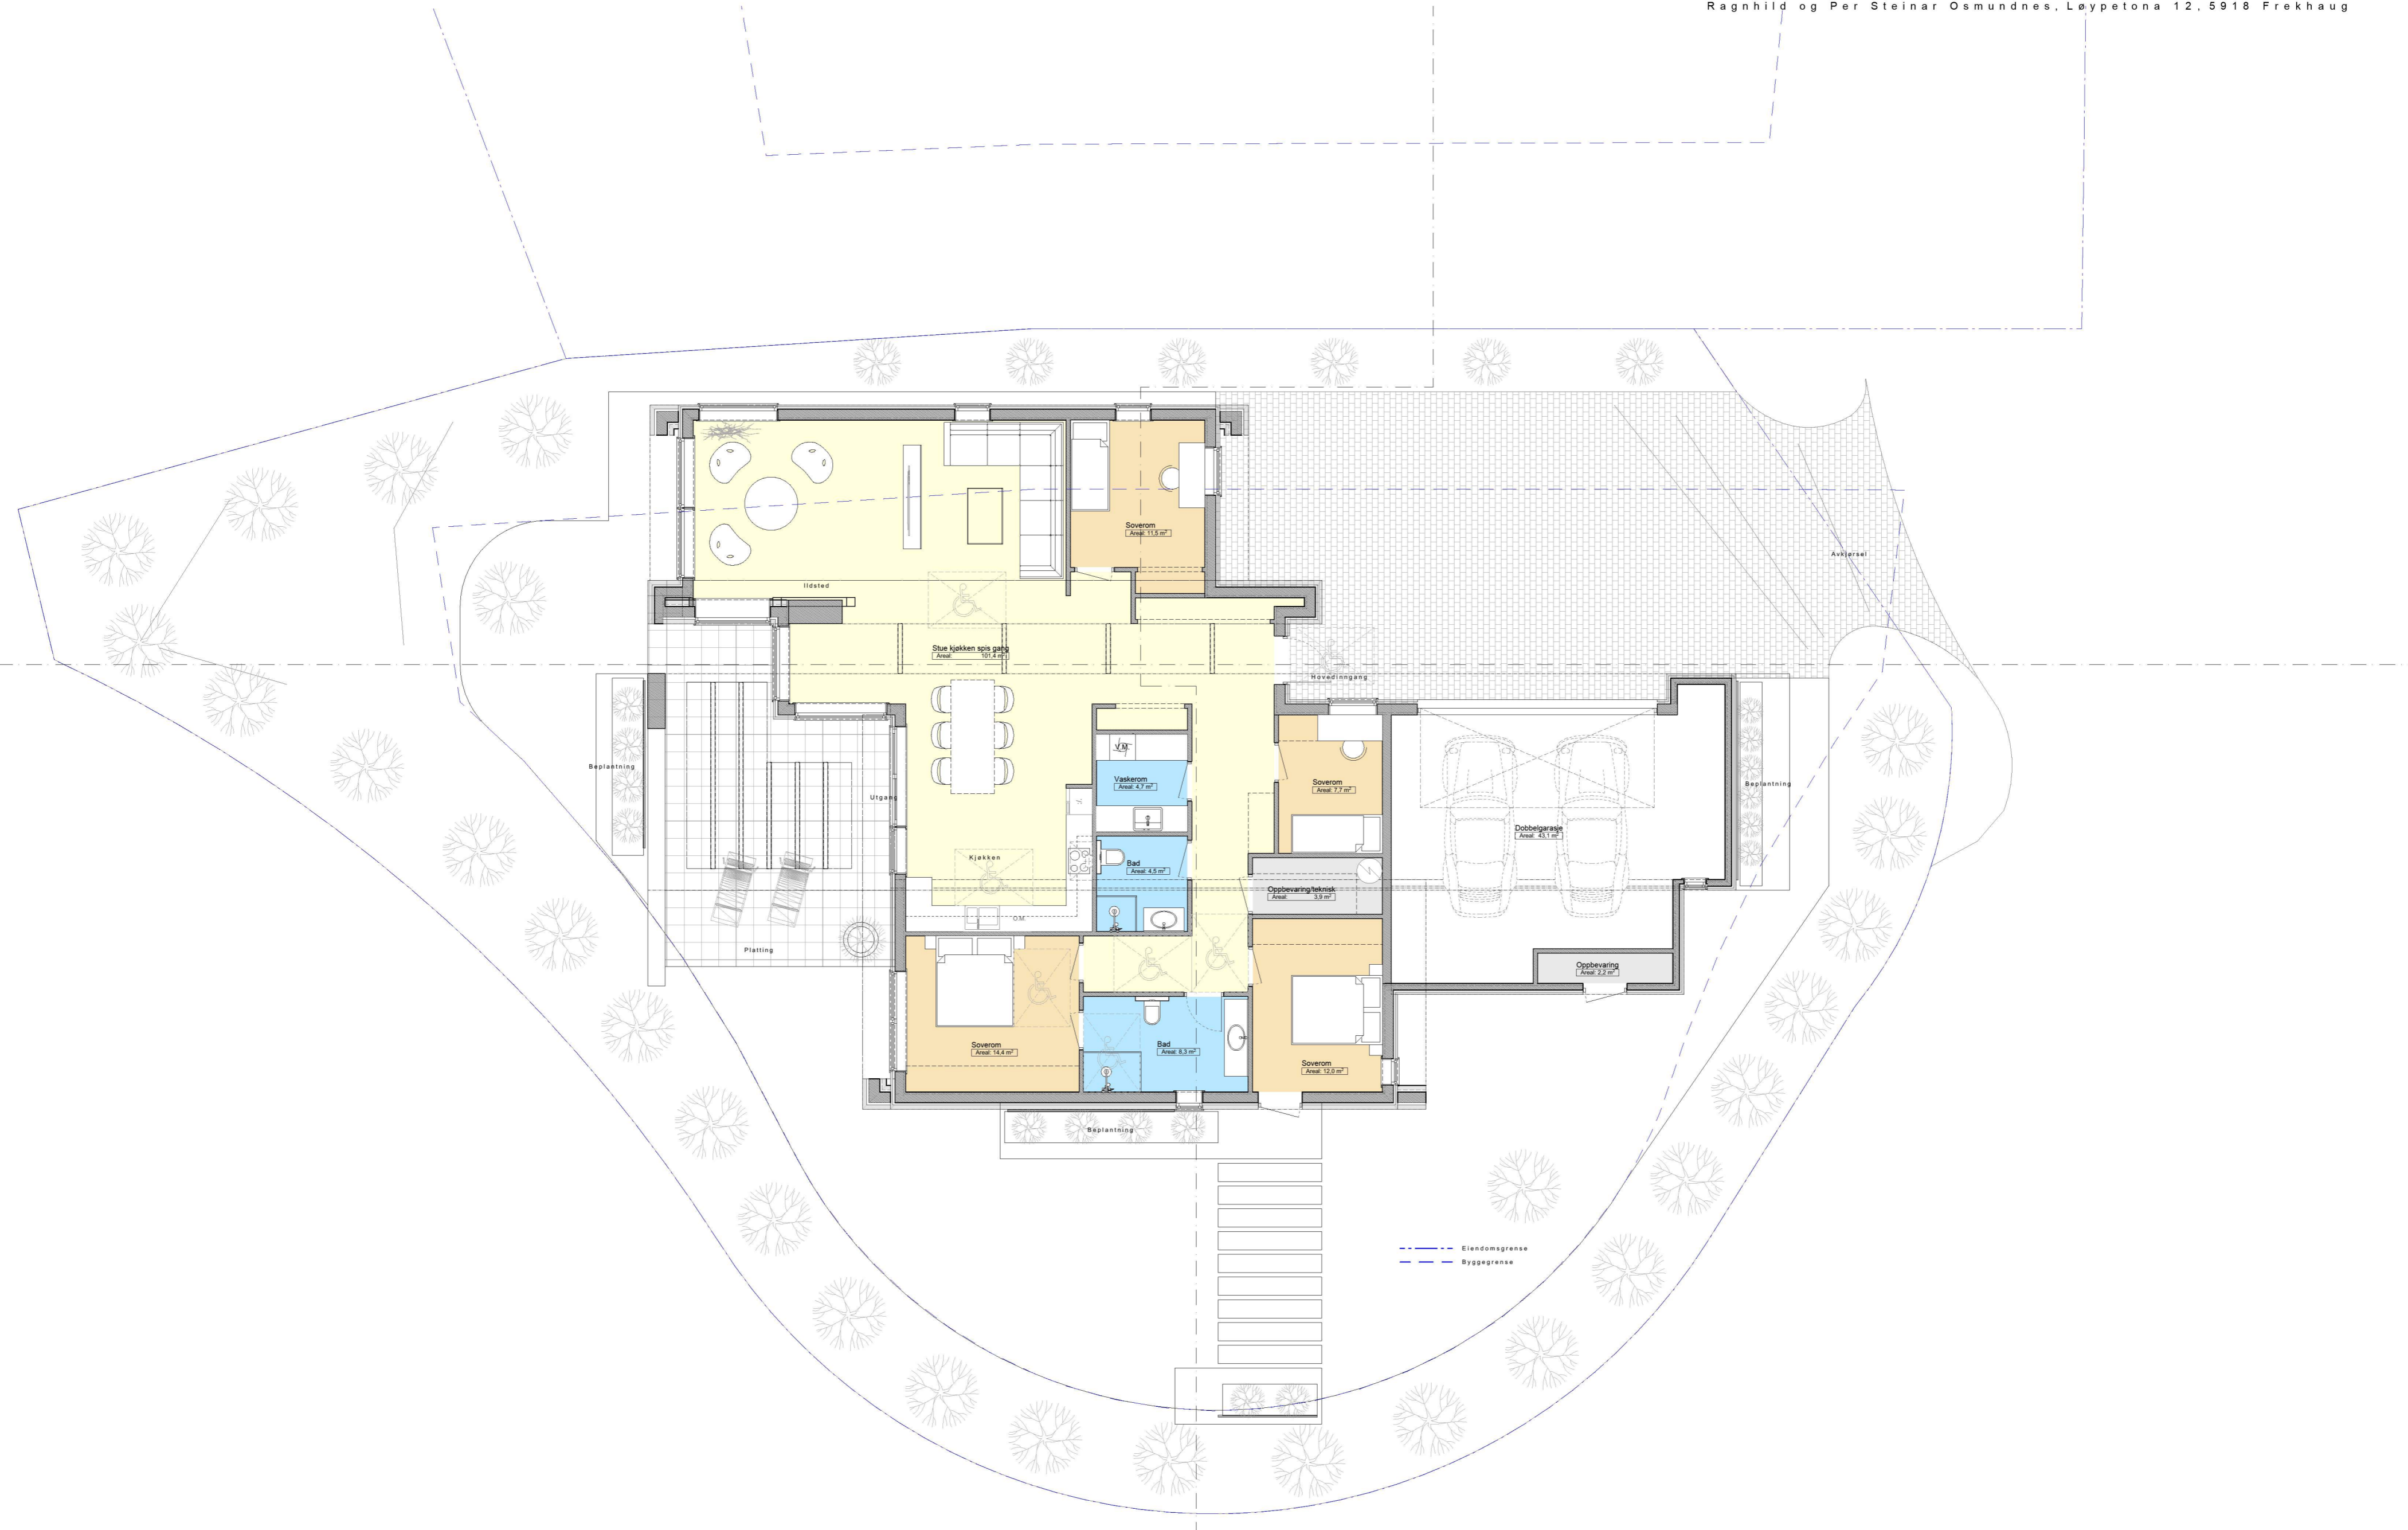 Ragnhild og Per Steinar Osmundnes, Løypetona 12, 5918 Frekhaug
Soverom
Areal: 11,5 m²
Avkjørsel
Ildsted
Stue kjøkken spis gang
Areal: 101,4 m²
Hovedinngang
Beplantning
Utgang
V.M.
Vaskerom
Areal: 4,7 m²
Soverom
Areal: 7,7 m²
Beplantning
Dobbelgarasje
Areal: 43,1 m²
Kjøkken
Bad
Areal: 4,5 m²
Oppbevaring/teknisk
Areal: 3,9 m²
O.M.
Platting
Oppbevaring
Areal: 2,2 m²
Soverom
Areal: 14,4 m²
Bad
Areal: 8,3 m²
Soverom
Areal: 12,0 m²
Beplantning
Eiendomsgrense
Byggegrense